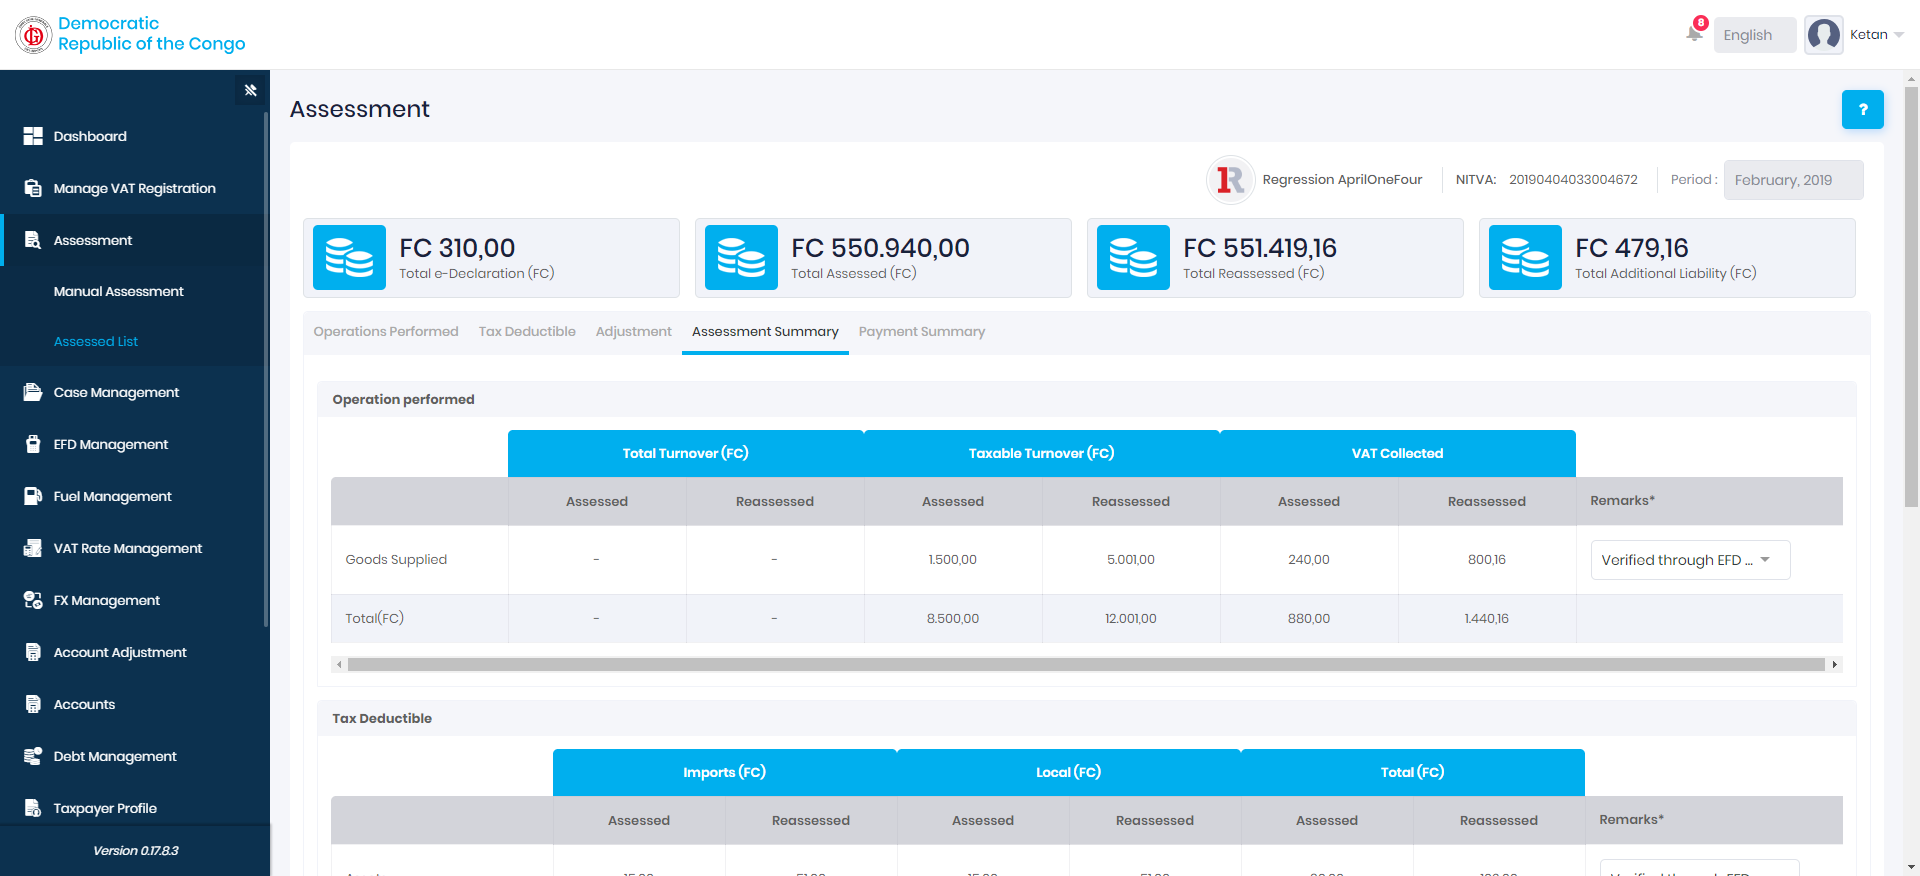 Democratic
Republic of the Congo
8
English
Ketan
Dashboard
Manage VAT Registration
Assessment
Manual Assessment
Assessed List
Case Management
EFD Management
Fuel Management
VAT Rate Management
FX Management
Account Adjustment
Accounts
Debt Management
Taxpayer Profile
Version 0.17.8.3
Assessment
?
Regression AprilOneFour
NITVA: 20190404033004672
Period : February, 2019
FC 310,00
Total e-Declaration (FC)
FC 550.940,00
Total Assessed (FC)
FC 551.419,16
Total Reassessed (FC)
FC 479,16
Total Additional Liability (FC)
Operations Performed Tax Deductible Adjustment Assessment Summary Payment Summary
Operation performed
Total Turnover (FC) Taxable Turnover (FC) VAT Collected
Assessed Reassessed Assessed Reassessed Assessed Reassessed Remarks*
Goods Supplied - - 1.500,00 5.001,00 240,00 800,16 Verified through EFD ...
Total(FC) - - 8.500,00 12.001,00 880,00 1.440,16
Tax Deductible
Imports (FC) Local (FC) Total (FC)
Assessed Reassessed Assessed Reassessed Assessed Reassessed Remarks*